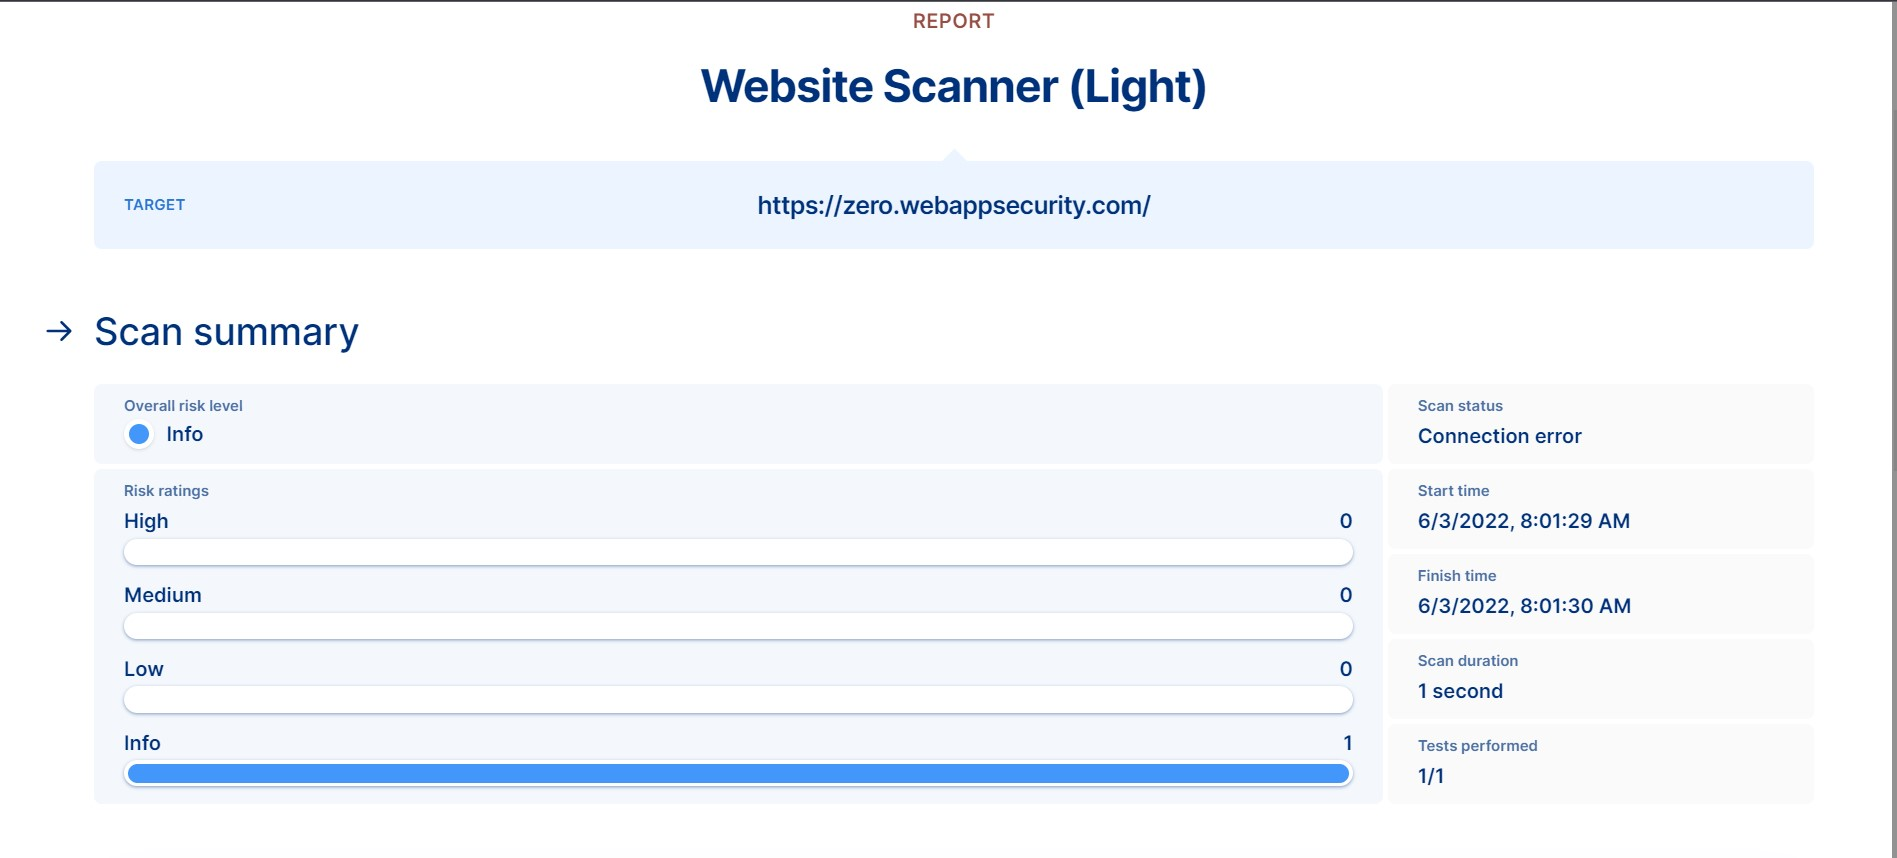 REPORT
Website Scanner (Light)
TARGET
https://zero.webappsecurity.com/
Scan summary
Overall risk level
Info
Scan status
Connection error
Risk ratings
High 0
Medium 0
Low 0
Info 1
Start time
6/3/2022, 8:01:29 AM
Finish time
6/3/2022, 8:01:30 AM
Scan duration
1 second
Tests performed
1/1